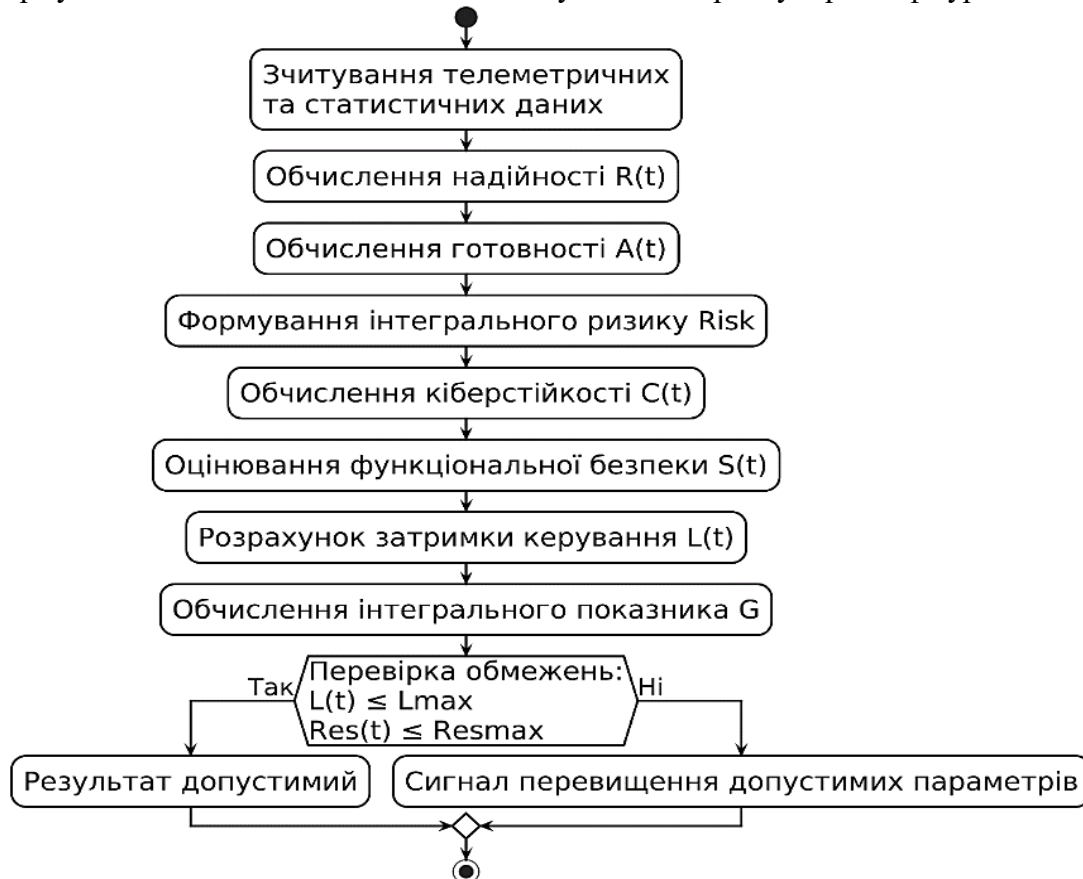 Зчитування телеметричних
та статистичних даних
Обчислення надійності R(t)
Обчислення готовності A(t)
Формування інтегрального ризику Risk
Обчислення кіберстійкості C(t)
Оцінювання функціональної безпеки S(t)
Розрахунок затримки керування L(t)
Обчислення інтегрального показника G
Перевірка обмежень:
L(t) ≤ Lmax
Res(t) ≤ Resmax
Так
Ні
Результат допустимий
Сигнал перевищення допустимих параметрів